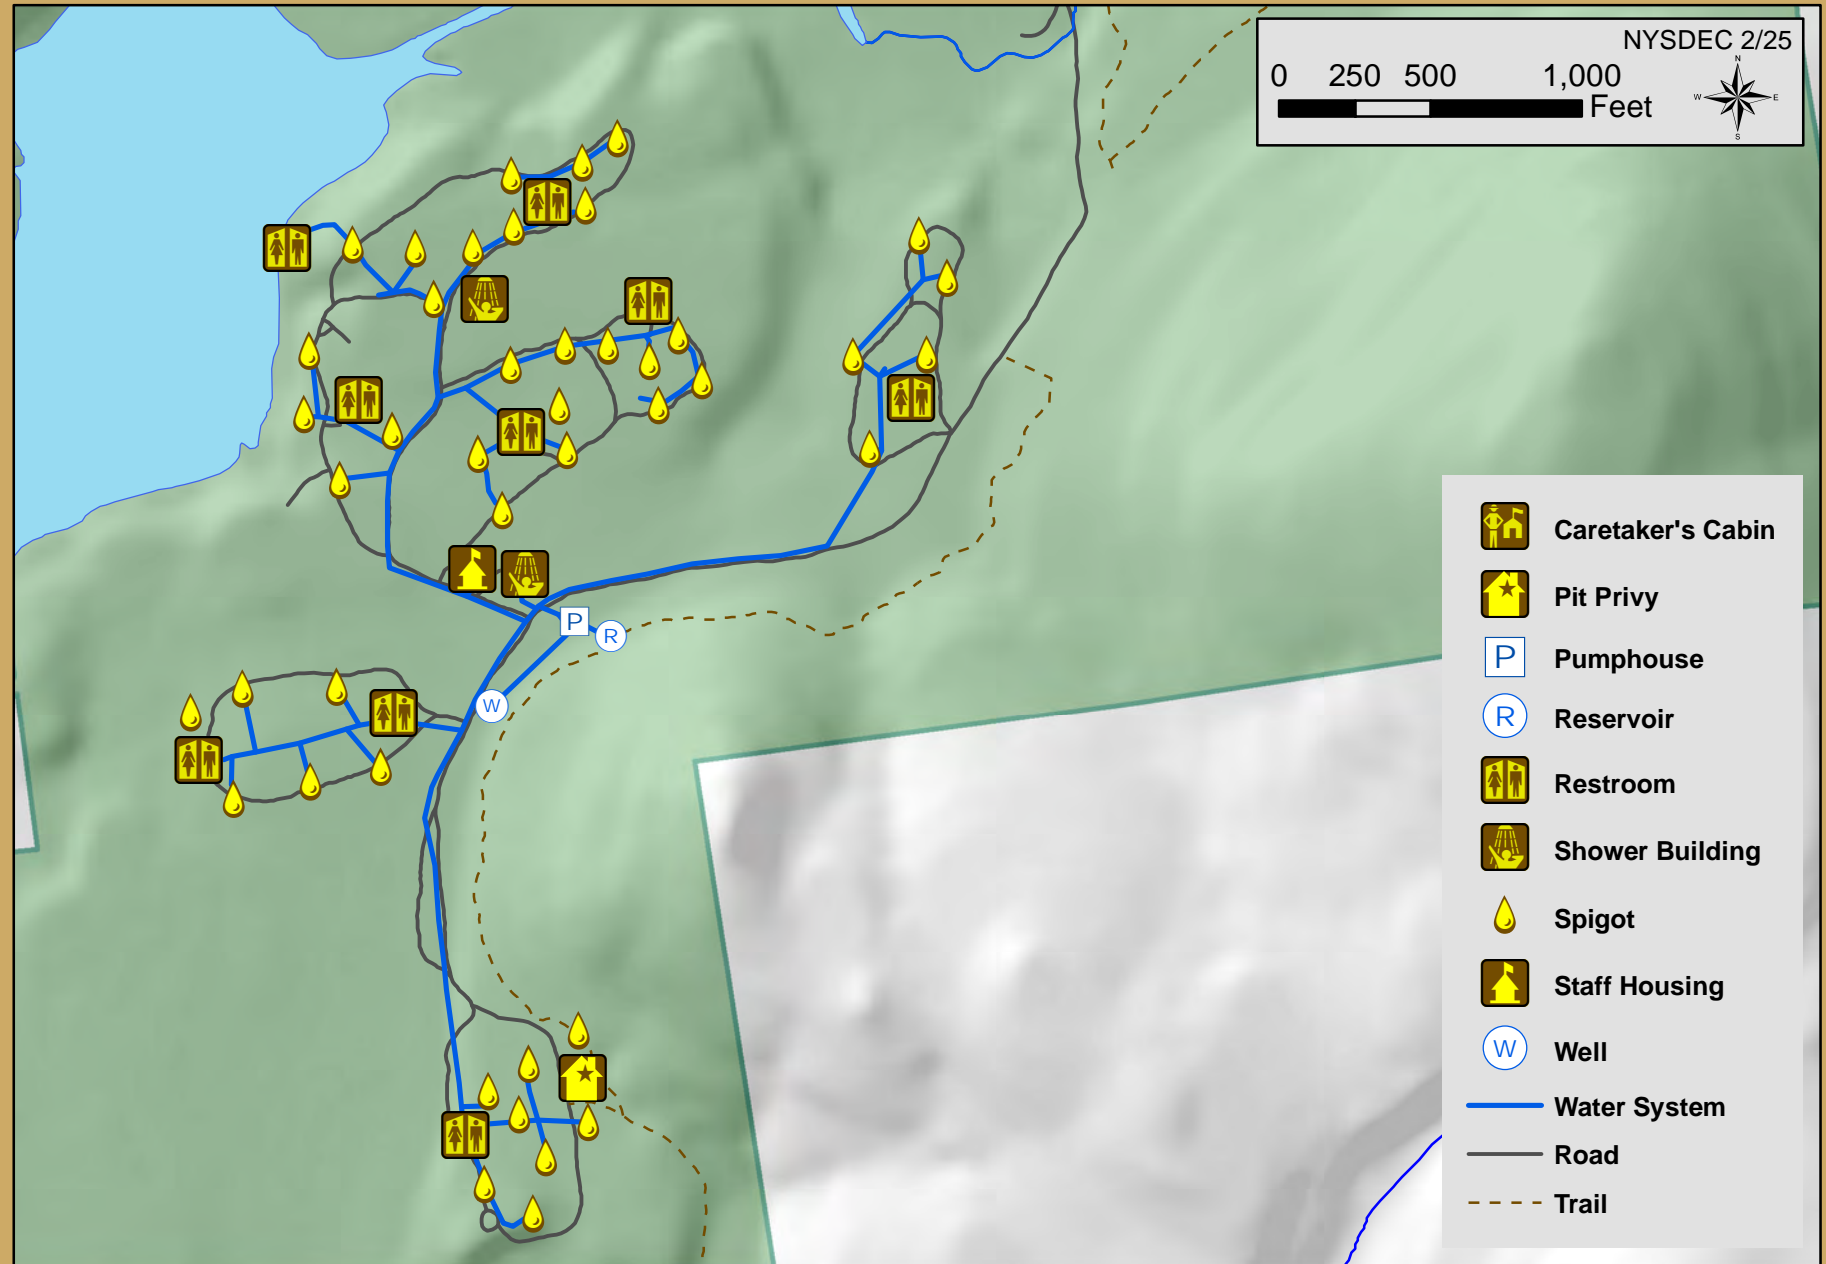 NYSDEC 2/25
0 250 500 1,000
Feet
N
W E
S
P
R
W
Caretaker's Cabin
Pit Privy
P Pumphouse
R Reservoir
Restroom
Shower Building
Spigot
Staff Housing
W Well
Water System
Road
Trail